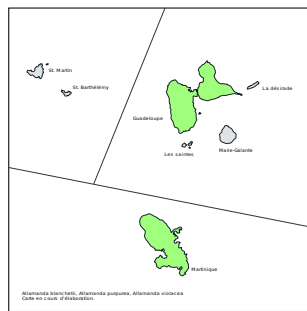 St. Martin
St. Barthélémy
La désirade
Guadeloupe
Les saintes
Marie-Galante
Martinique
Allamanda blanchetii, Allamanda purpurea, Allamanda violacea
Carte en cours d'élaboration.